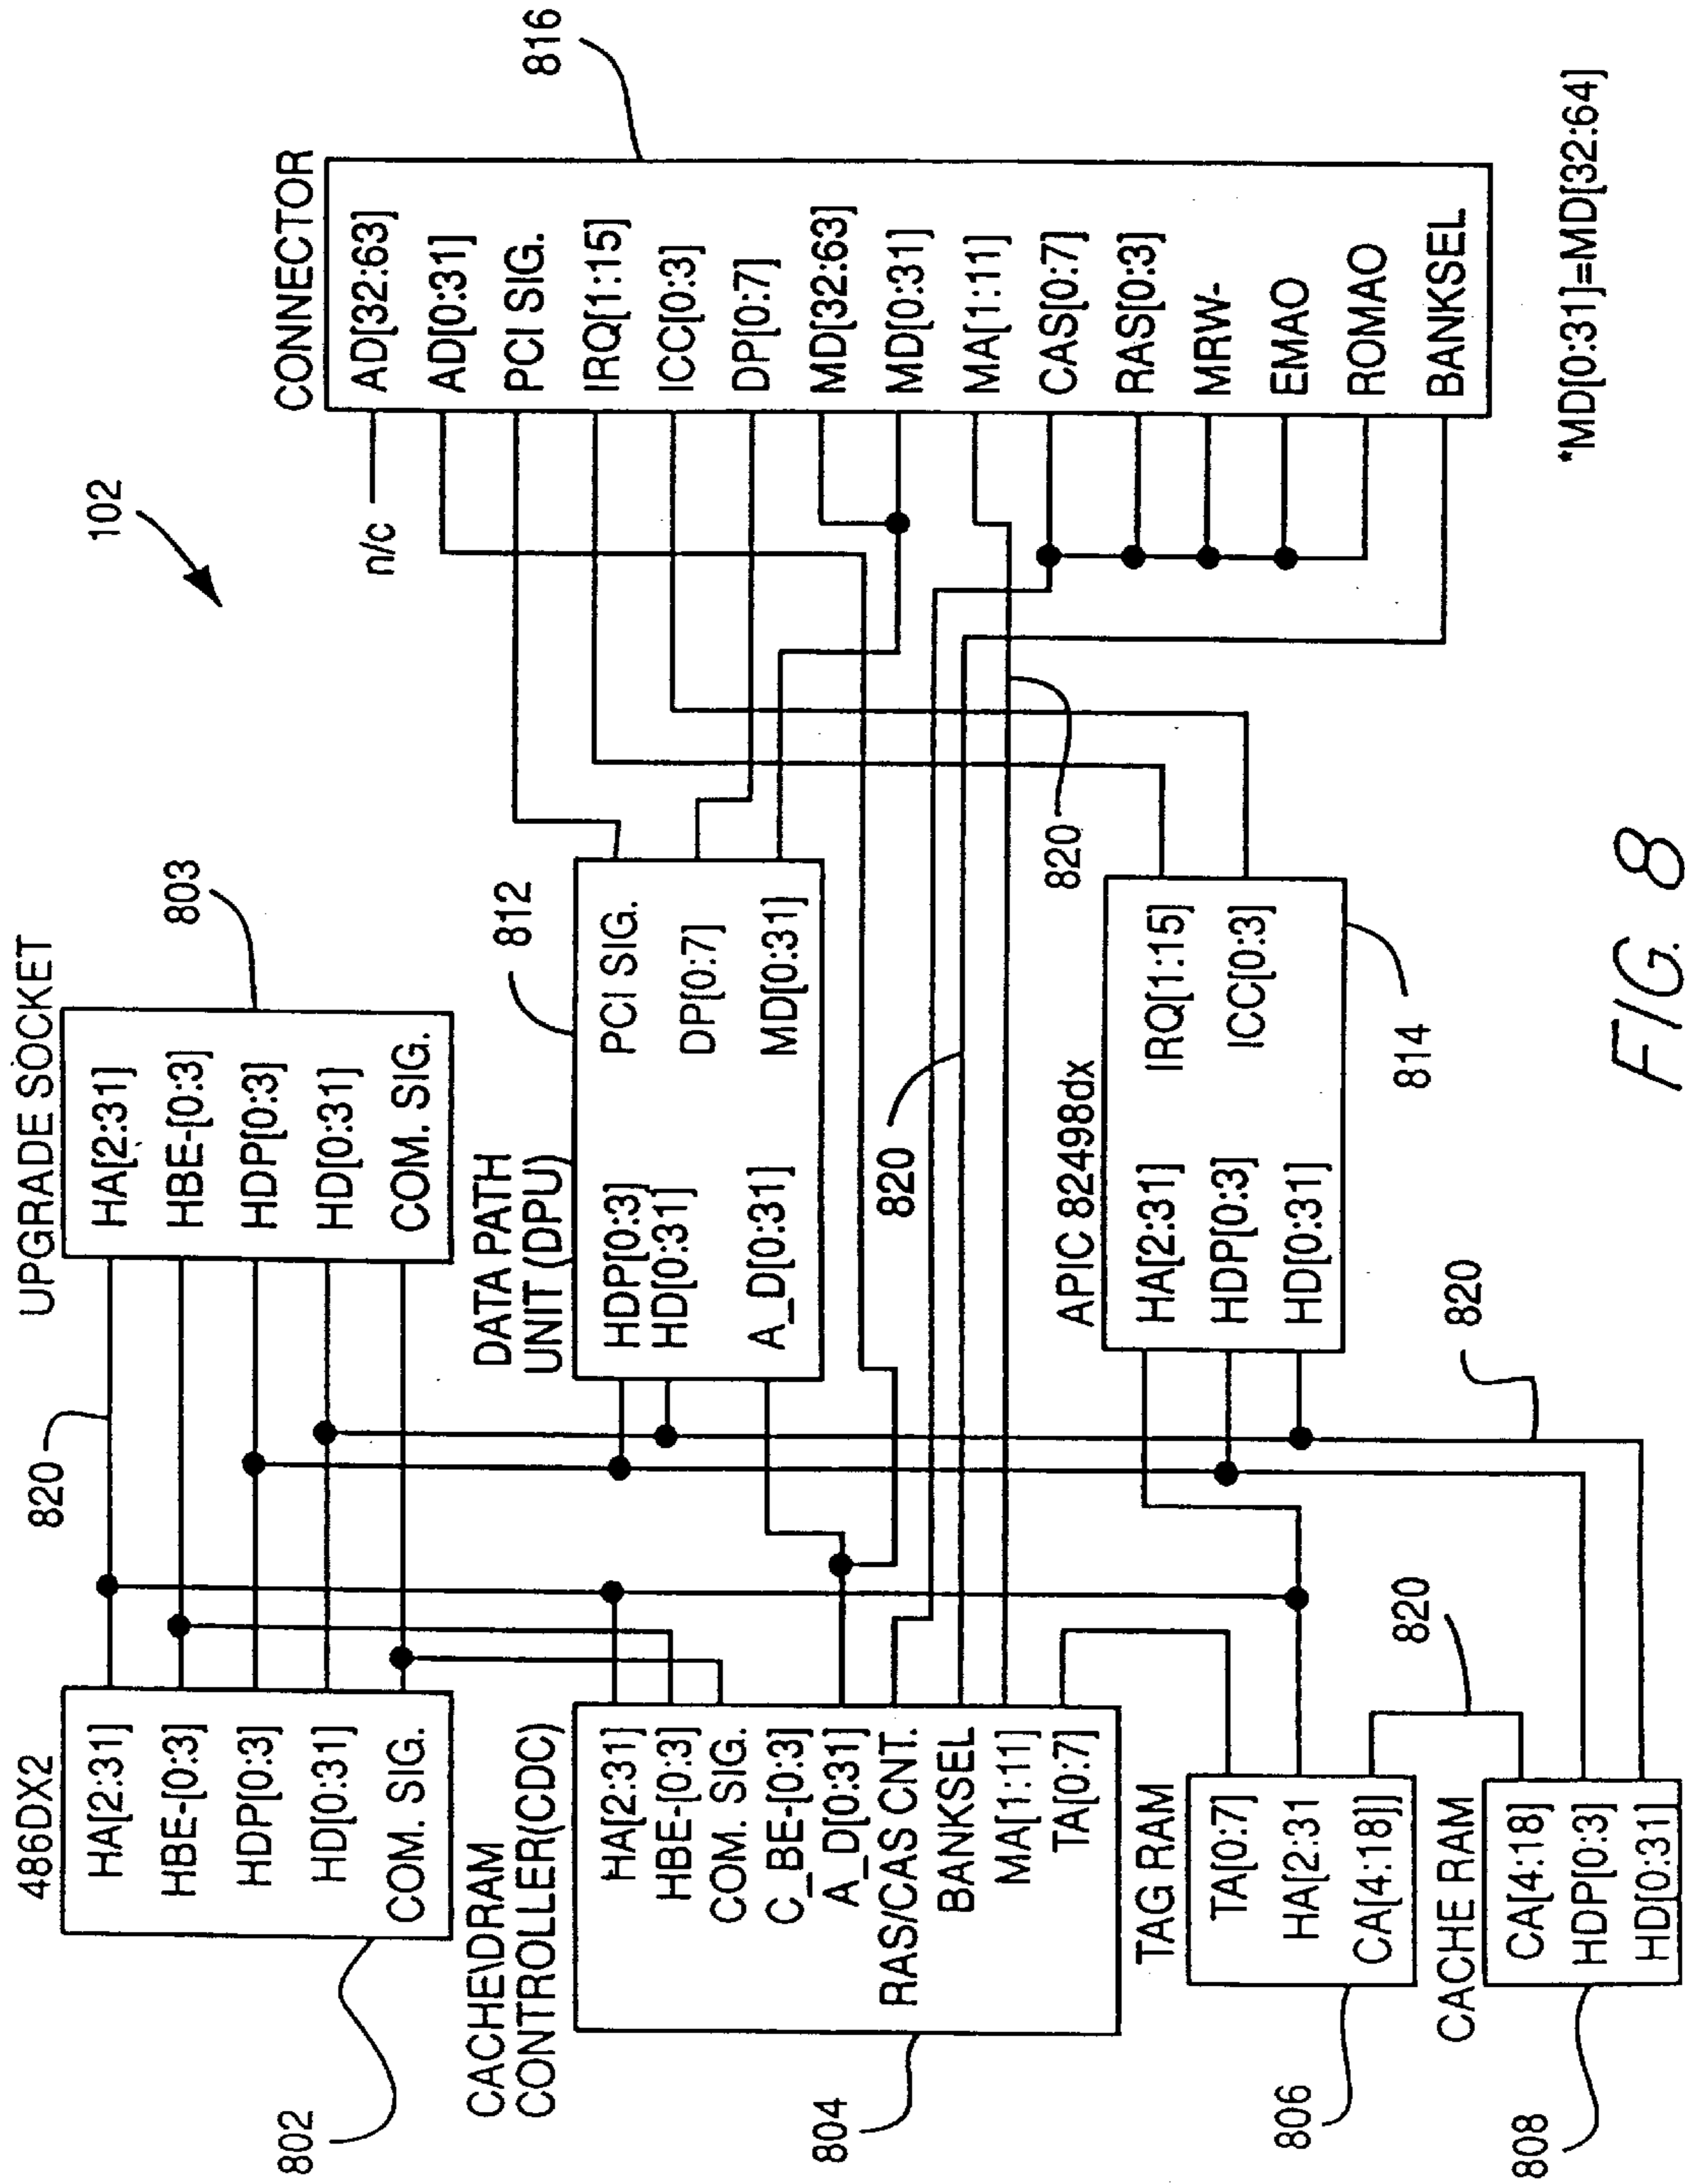 102
486DX2
HA[2:31]
HBE-[0:3]
HDP[0:3]
HD[0:31]
COM. SIG.
802
820
UPGRADE SOCKET
HA[2:31]
HBE-[0:3]
HDP[0:3]
HD[0:31]
COM. SIG.
803
CACHE\DRAM
CONTROLLER(CDC)
HA[2:31]
HBE-[0:3]
COM. SIG.
C_BE-[0:3]
A_D[0:31]
RAS/CAS CNT.
BANKSEL
MA[1:11]
TA[0:7]
804
DATA PATH
UNIT (DPU)
HDP[0:3]
HD[0:31]
A_D[0:31]
PCI SIG.
DP[0:7]
MD[0:31]
812
820
820
TAG RAM
TA[0:7]
HA[2:31
CA[4:18]]
806
820
CACHE RAM
CA[4:18]
HDP[0:3]
HD[0:31]
808
820
APIC 82498dx
HA[2:31]
HDP[0:3]
HD[0:31]
IRQ[1:15]
ICC[0:3]
814
CONNECTOR
AD[32:63]
AD[0:31]
PCI SIG.
IRQ[1:15]
ICC[0:3]
DP[0:7]
MD[32:63]
MD[0:31]
MA[1:11]
CAS[0:7]
RAS[0:3]
MRW-
EMAO
ROMAO
BANKSEL
816
n/c
*MD[0:31]=MD[32:64]
FIG. 8